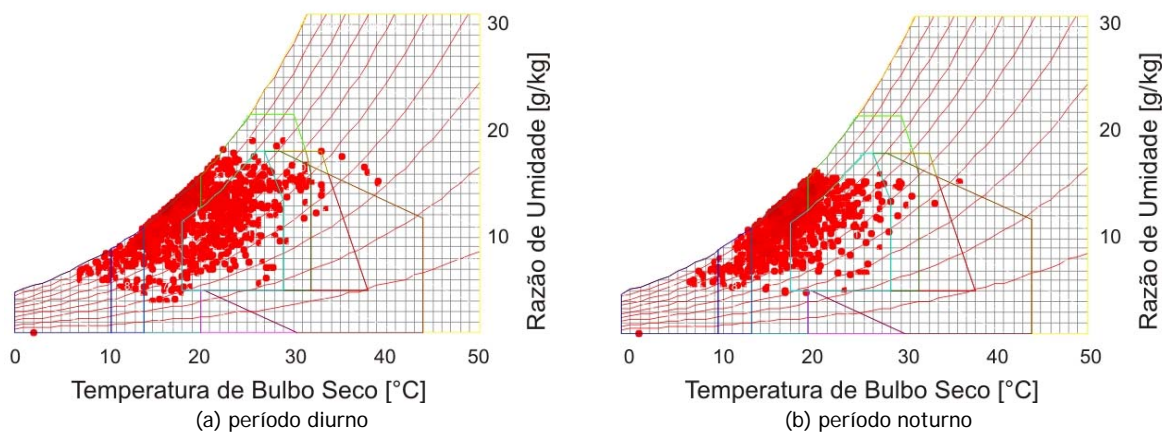 30
20
10
Razão de Umidade [g/kg]
0 10 20 30 40 50
Temperatura de Bulbo Seco [°C]
(a) período diurno
30
20
10
Razão de Umidade [g/kg]
0 10 20 30 40 50
Temperatura de Bulbo Seco [°C]
(b) período noturno